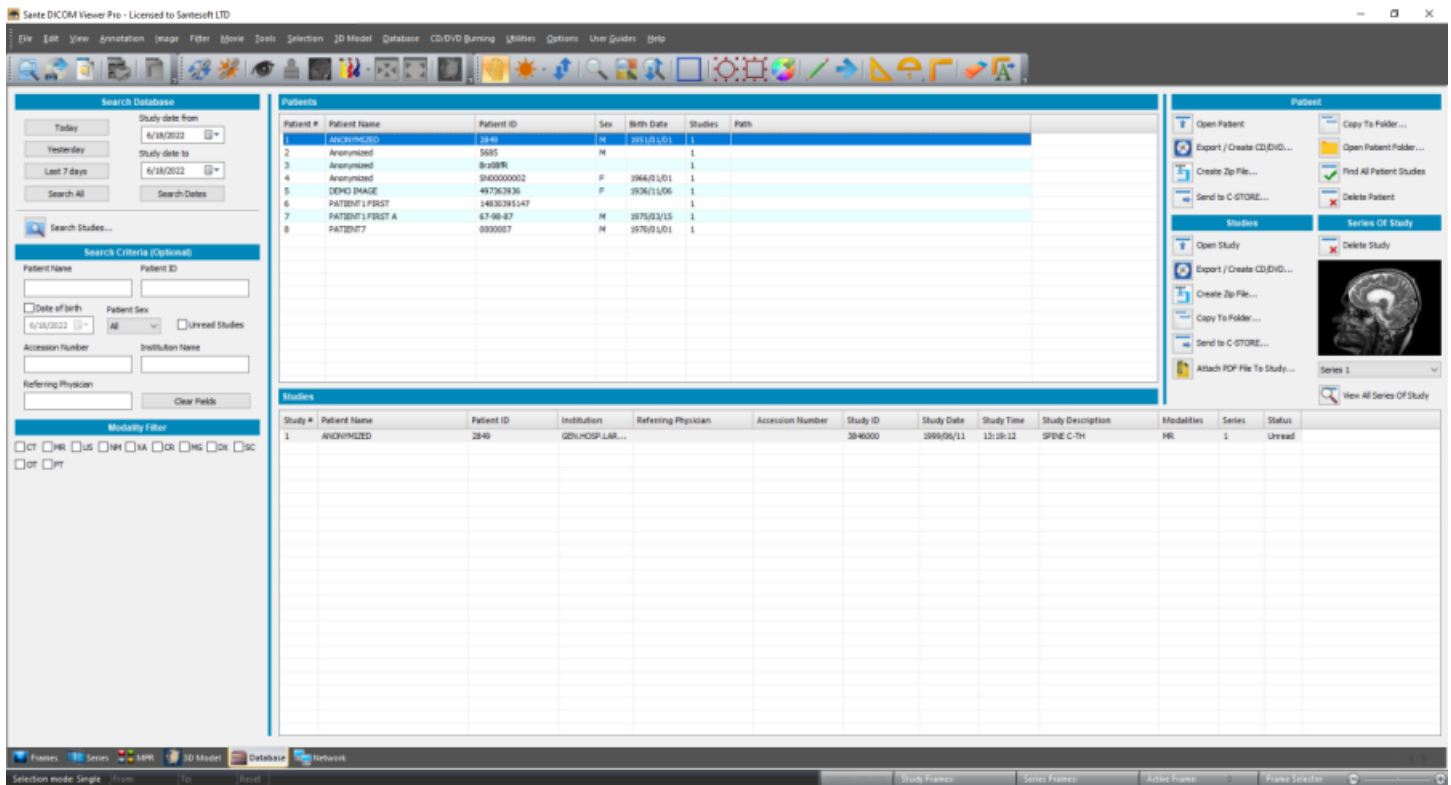 Sante DICOM Viewer Pro - Licensed to Santesoft LTD
File Edit View Annotation Image Filter Movie Tools Selection 3D Model Database CD/DVD Burning Utilities Options User Guides Help
Search Database
Today
Study date from
6/18/2022
Yesterday
Study date to
Last 7 days
6/18/2022
Search All
Search Dates
Search Studies...
Search Criteria (Optional)
Patient Name Patient ID
Date of birth Patient Sex
6/18/2022 All Unread Studies
Accession Number Institution Name
Referring Physician
Clear Fields
Modality Filter
CT MR US NM XA CR MG DX SC
OT PT
Patients
Patient # Patient Name Patient ID Sex Birth Date Studies Path
1 ANONYMIZED 2849 M 1951/01/01 1
2 Anonymized 5685 M 1
3 Anonymized 1
4 Anonymized SN00000002 F 1966/01/01 1
5 DEMO IMAGE 497363936 F 1936/11/06 1
6 PATIENT1 FIRST 14830395147 1
7 PATIENT1 FIRST A 67-98-87 M 1975/03/15 1
8 PATIENT7 0000007 M 1970/01/01 1
Studies
Study # Patient Name Patient ID Institution Referring Physician Accession Number Study ID Study Date Study Time Study Description Modalities Series Status
1 ANONYMIZED 2849 GEN.HOSP.LAR... 3846000 1999/06/11 13:19:12 SPINE C-TH MR 1 Unread
Patient
Open Patient Copy To Folder...
Export / Create CD/DVD... Open Patient Folder...
Create Zip File... Find All Patient Studies
Send to C-STORE... Delete Patient
Studies Series Of Study
Open Study Delete Study
Export / Create CD/DVD...
Create Zip File...
Copy To Folder...
Send to C-STORE...
Attach PDF File To Study... Series 1
View All Series Of Study
Frames Series MPR 3D Model Database Network
Selection mode: Single From: To: Reset Study Frames: Series Frames: Active Frame: Frame Selector